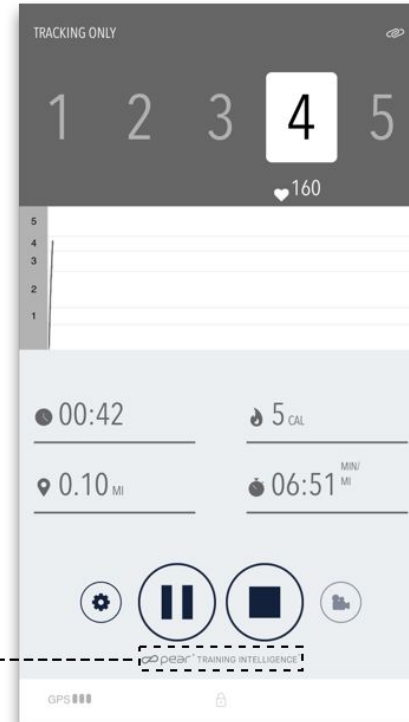 TRACKING ONLY
1 2 3 4 5
160
5
4
3
2
1
00:42
5 CAL
0.10 MI
06:51 MIN/
MI
pear TRAINING INTELLIGENCE
GPS